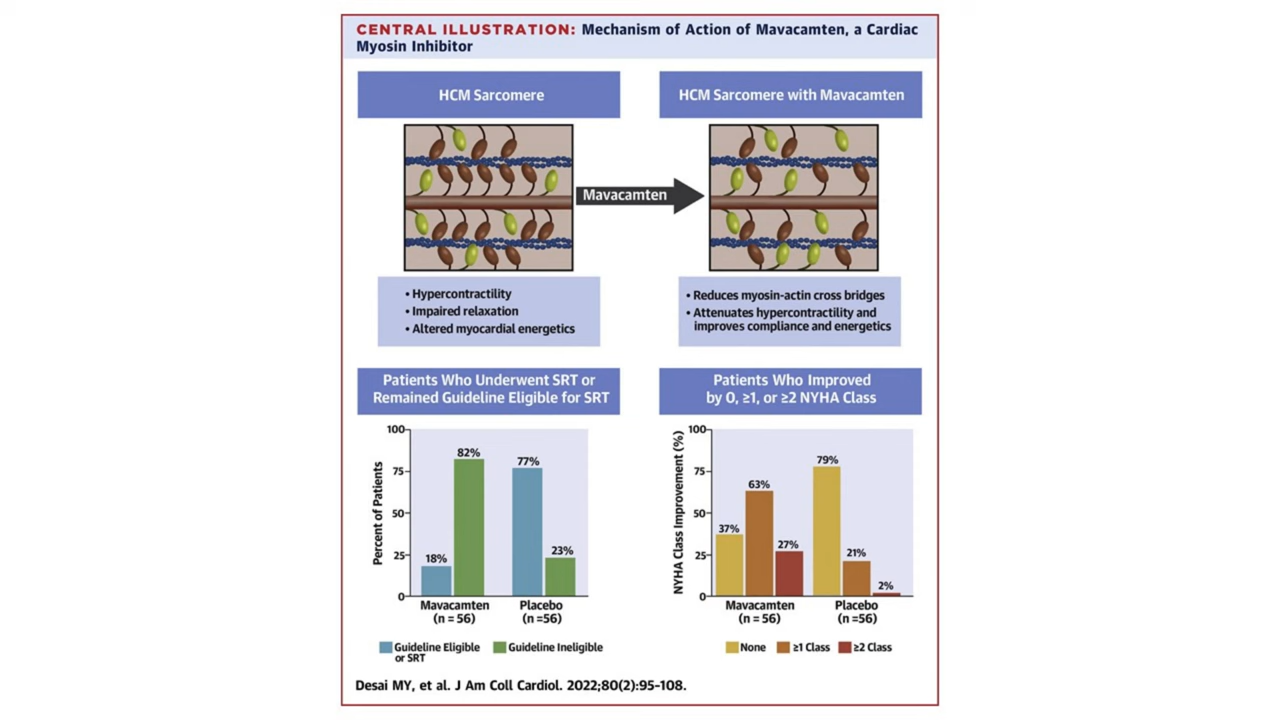 CENTRAL ILLUSTRATION: Mechanism of Action of Mavacamten, a Cardiac
Myosin Inhibitor
HCM Sarcomere
HCM Sarcomere with Mavacamten
Mavacamten
• Hypercontractility
• Impaired relaxation
• Altered myocardial energetics
• Reduces myosin-actin cross bridges
• Attenuates hypercontractility and
improves compliance and energetics
Patients Who Underwent SRT or
Remained Guideline Eligible for SRT
Percent of Patients
100
75
50
25
0
18%
82%
77%
23%
Mavacamten
(n = 56)
Placebo
(n =56)
Guideline Eligible
or SRT
Guideline Ineligible
Patients Who Improved
by 0, ≥1, or ≥2 NYHA Class
NYHA Class Improvement (%)
100
75
50
25
0
37%
63%
27%
79%
21%
2%
Mavacamten
(n = 56)
Placebo
(n =56)
None
≥1 Class
≥2 Class
Desai MY, et al. J Am Coll Cardiol. 2022;80(2):95-108.